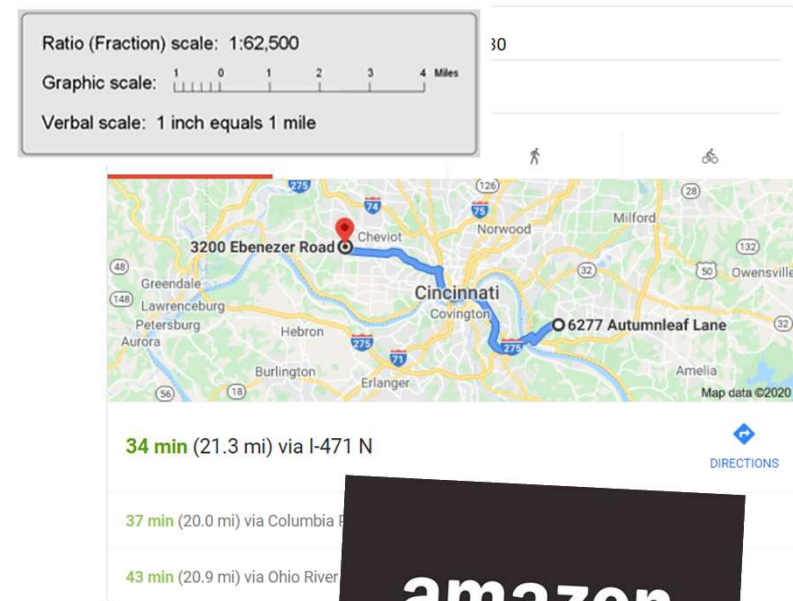 Ratio (Fraction) scale: 1:62,500
Graphic scale: 1 0 1 2 3 4 Miles
Verbal scale: 1 inch equals 1 mile
275
74
75
126
28
Milford
Norwood
Cheviot
3200 Ebenezer Road
132
48
32
50
Owensville
Greendale
Cincinnati
148
Lawrenceburg
Covington
Petersburg
6277 Autumnleaf Lane
32
Hebron
Aurora
275
275
71
Burlington
Erlanger
Amelia
56
18
Map data ©2020
34 min (21.3 mi) via I-471 N
DIRECTIONS
37 min (20.0 mi) via Columbia
43 min (20.9 mi) via Ohio River
amazon